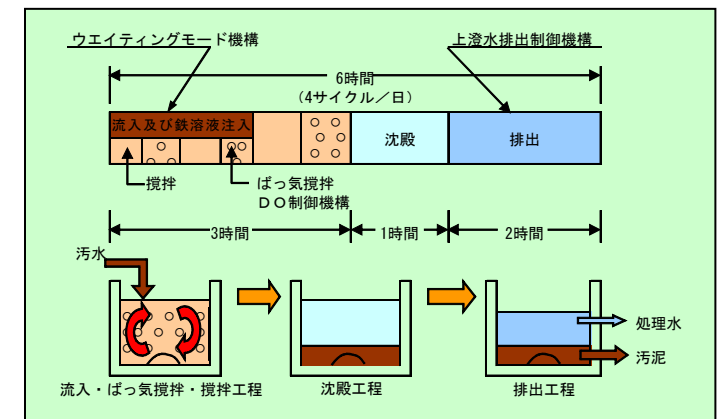 ウエイティングモード機構
上澄水排出制御機構
6時間
(4サイクル/日)
流入及び鉄溶液注入
沈殿
排出
撹拌
ばっ気撹拌
DO制御機構
3時間
1時間
2時間
汚水
処理水
汚泥
流入・ばっ気撹拌・撹拌工程
沈殿工程
排出工程